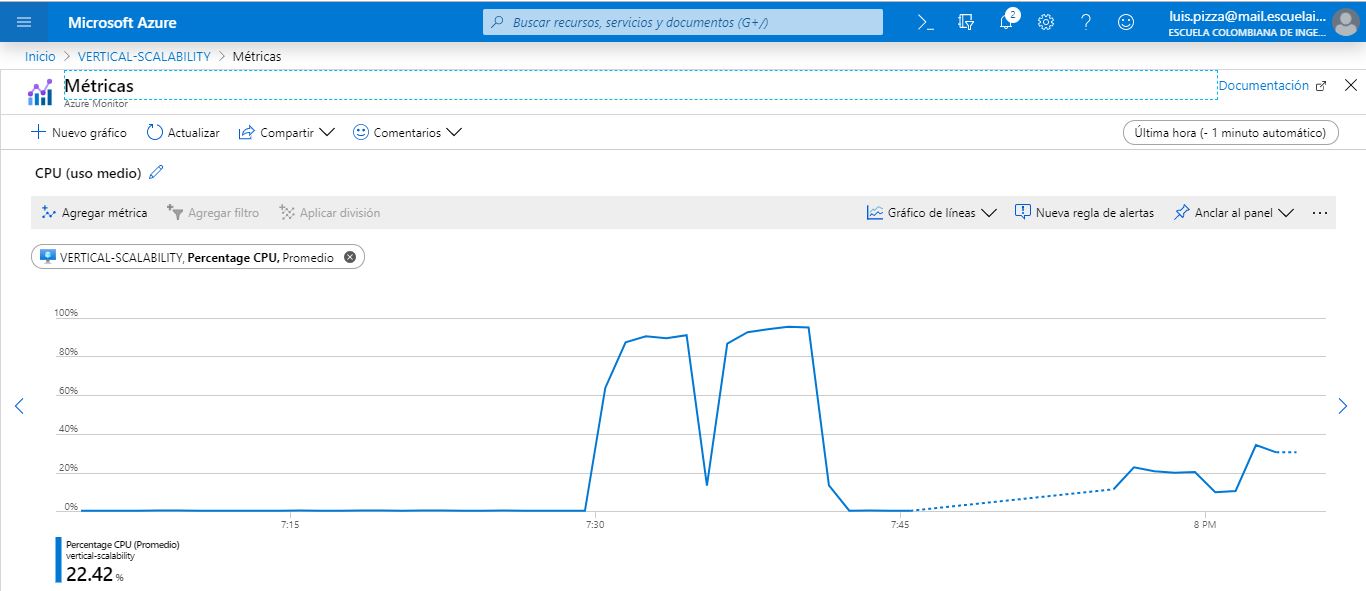 Microsoft Azure
Buscar recursos, servicios y documentos (G+/)
2
luis.pizza@mail.escuelai...
ESCUELA COLOMBIANA DE INGE...
Inicio > VERTICAL-SCALABILITY > Métricas
Métricas
Azure Monitor
Documentación
Nuevo gráfico
Actualizar
Compartir
Comentarios
Última hora (- 1 minuto automático)
CPU (uso medio)
Agregar métrica
Agregar filtro
Aplicar división
Gráfico de líneas
Nueva regla de alertas
Anclar al panel
VERTICAL-SCALABILITY, Percentage CPU, Promedio
100%
80%
60%
40%
20%
0%
7:15
7:30
7:45
8 PM
Percentage CPU (Promedio)
vertical-scalability
22.42 %